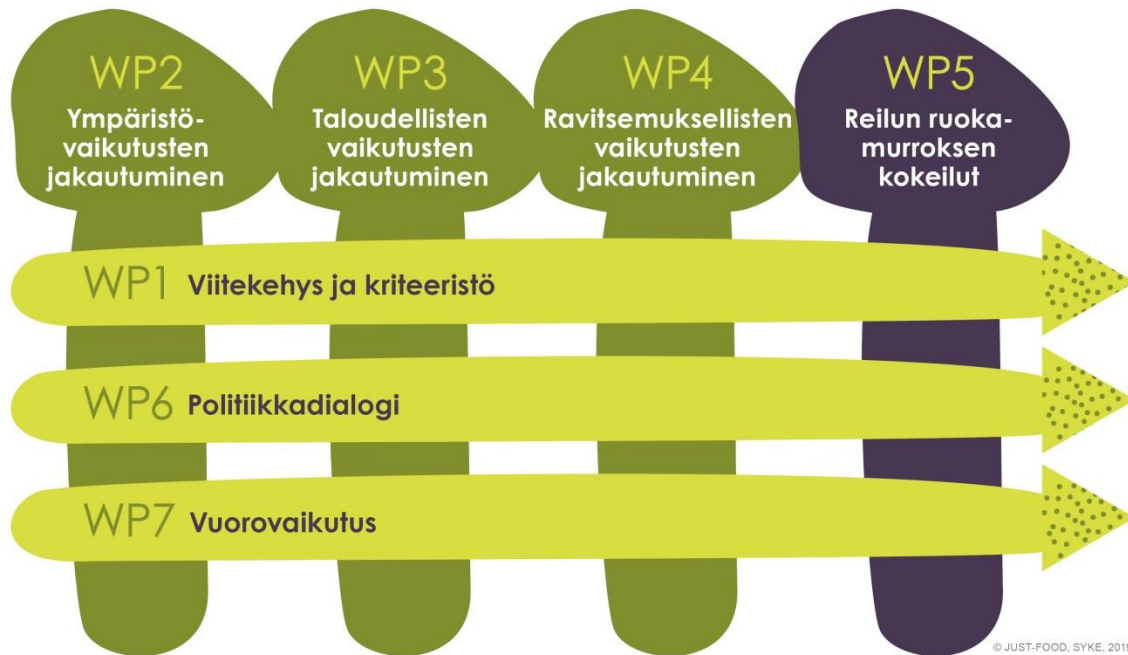 WP2
Ympäristö-
vaikutusten
jakautuminen
WP3
Taloudellisten
vaikutusten
jakautuminen
WP4
Ravitsemuksellisten
vaikutusten
jakautuminen
WP5
Reilun ruoka-
murroksen
kokeilut
WP1 Viitekehys ja kriteeristö
WP6 Politiikkadialogi
WP7 Vuorovaikutus
© JUST-FOOD, SYKE, 2019